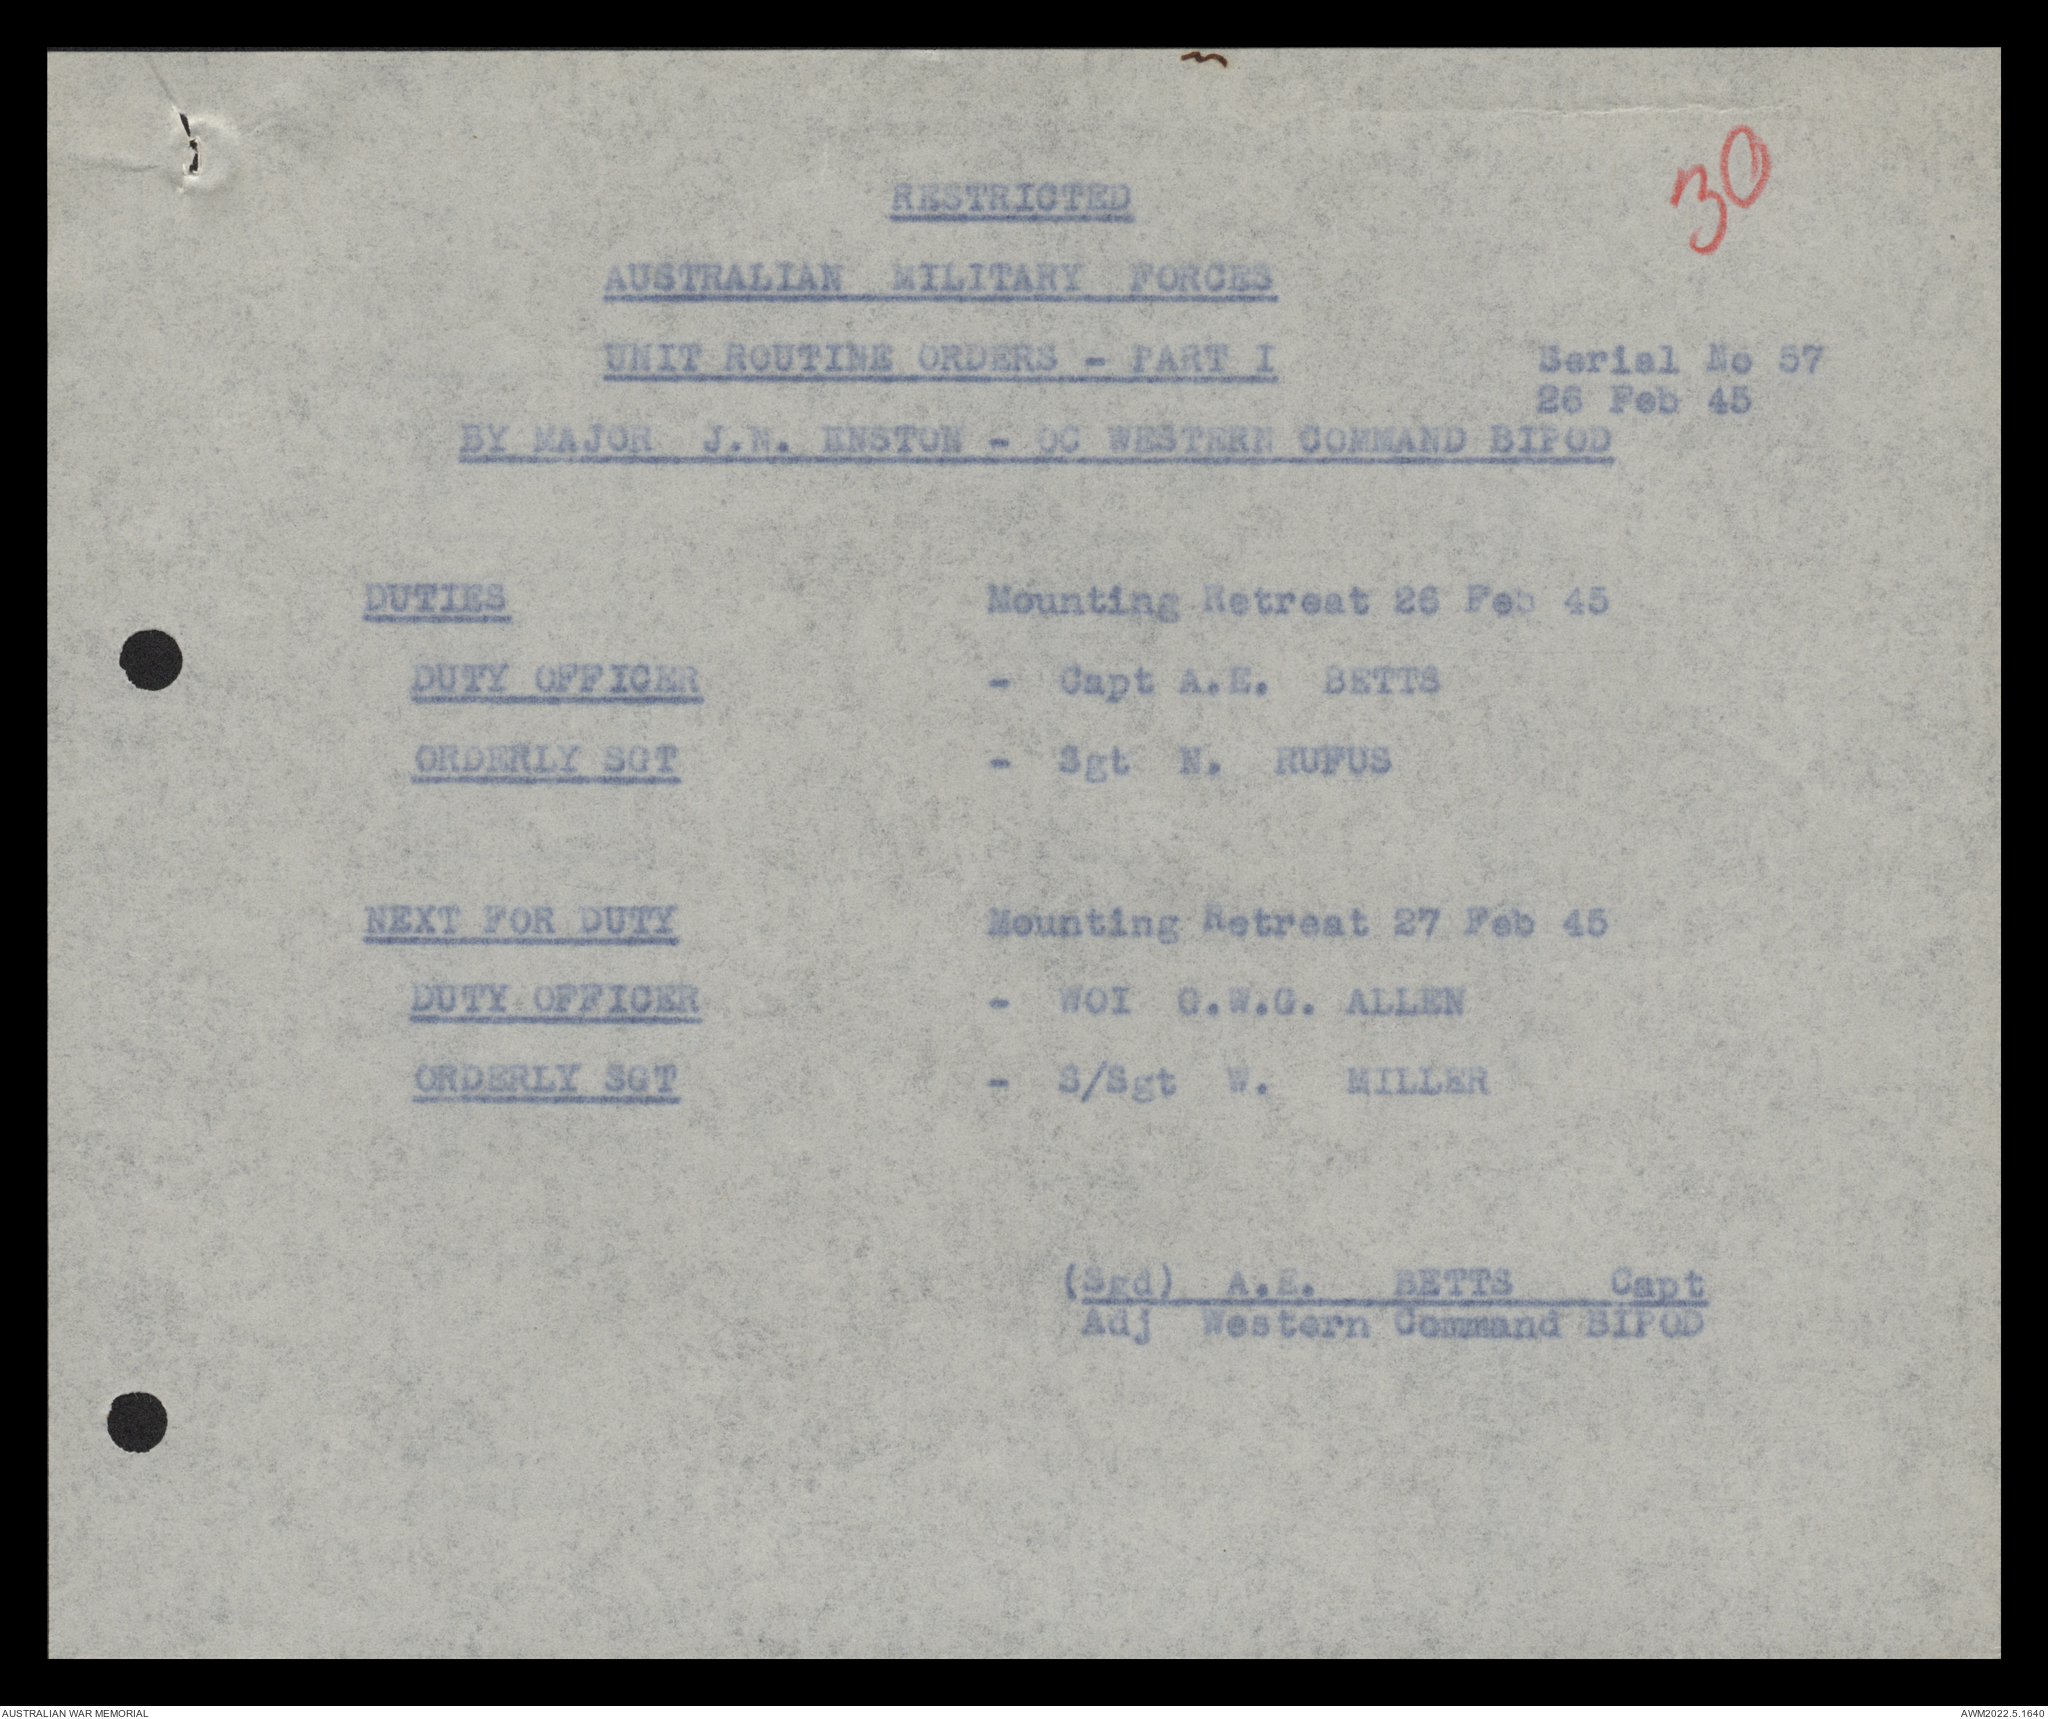 30
RESTRICTED
AUSTRALIAN MILITARY FORCES
UNIT ROUTINE ORDERS - PART I
Serial No 57
26 Feb 45
BY MAJOR J.N. ENSTON - OC WESTERN COMMAND BIPOD
DUTIES Mounting Retreat 26 Feb 45
DUTY OFFICER - Capt A.E. BETTS
ORDERLY SGT - Sgt N. RUFUS
NEXT FOR DUTY Mounting Retreat 27 Feb 45
DUTY OFFICER - WOI G.W.G. ALLEN
ORDERLY SGT - S/Sgt W. MILLER
(Sgd) A.E. BETTS Capt
Adj Western Command BIPOD
AUSTRALIAN WAR MEMORIAL AWM2022.5.1640